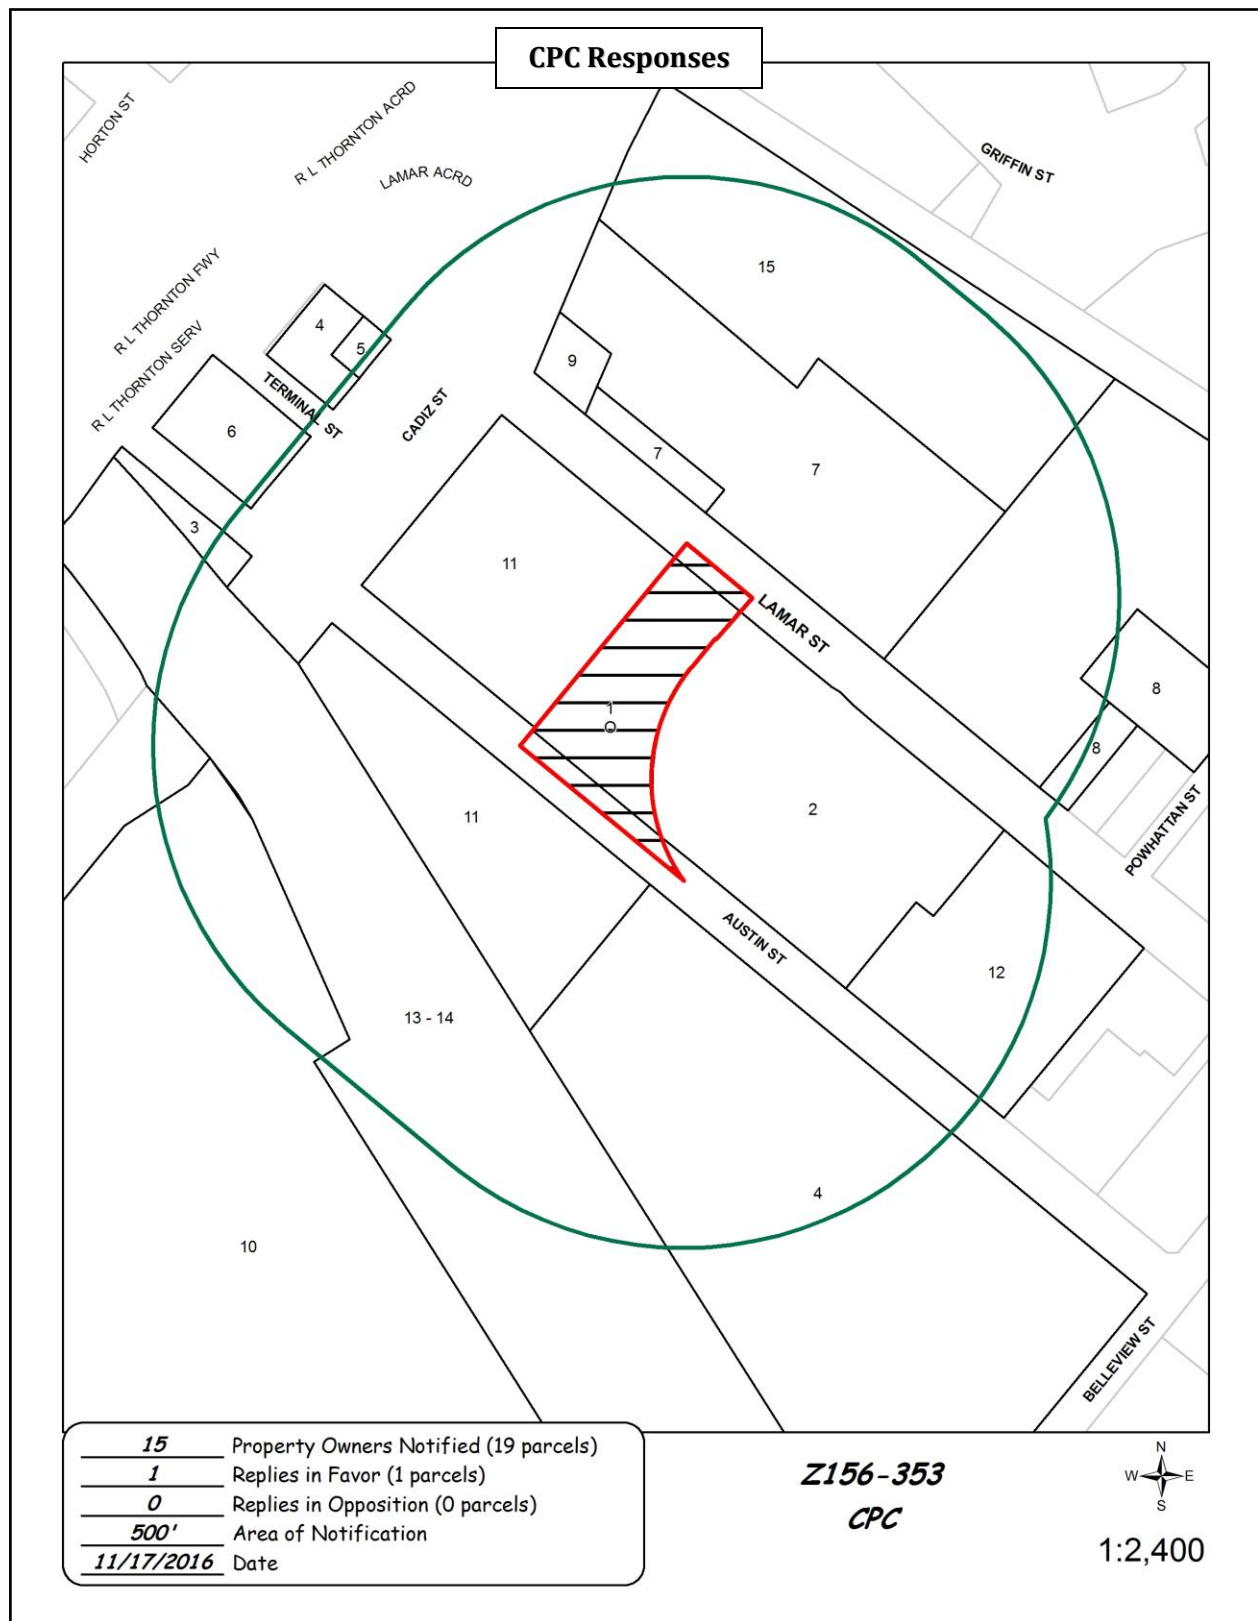 CPC Responses
HORTON ST
R L THORNTON ACRD
LAMAR ACRD
GRIFFIN ST
R L THORNTON FWY
R L THORNTON SERV
15
4
5
TERMINAL ST
CADIZ ST
9
6
7
7
3
11
LAMAR ST
8
1
O
8
11
2
POWHATTAN ST
AUSTIN ST
12
13 - 14
4
10
BELLEVIEW ST
15 Property Owners Notified (19 parcels)
1 Replies in Favor (1 parcels)
0 Replies in Opposition (0 parcels)
500' Area of Notification
11/17/2016 Date
Z156-353
CPC
N
W E
S
1:2,400